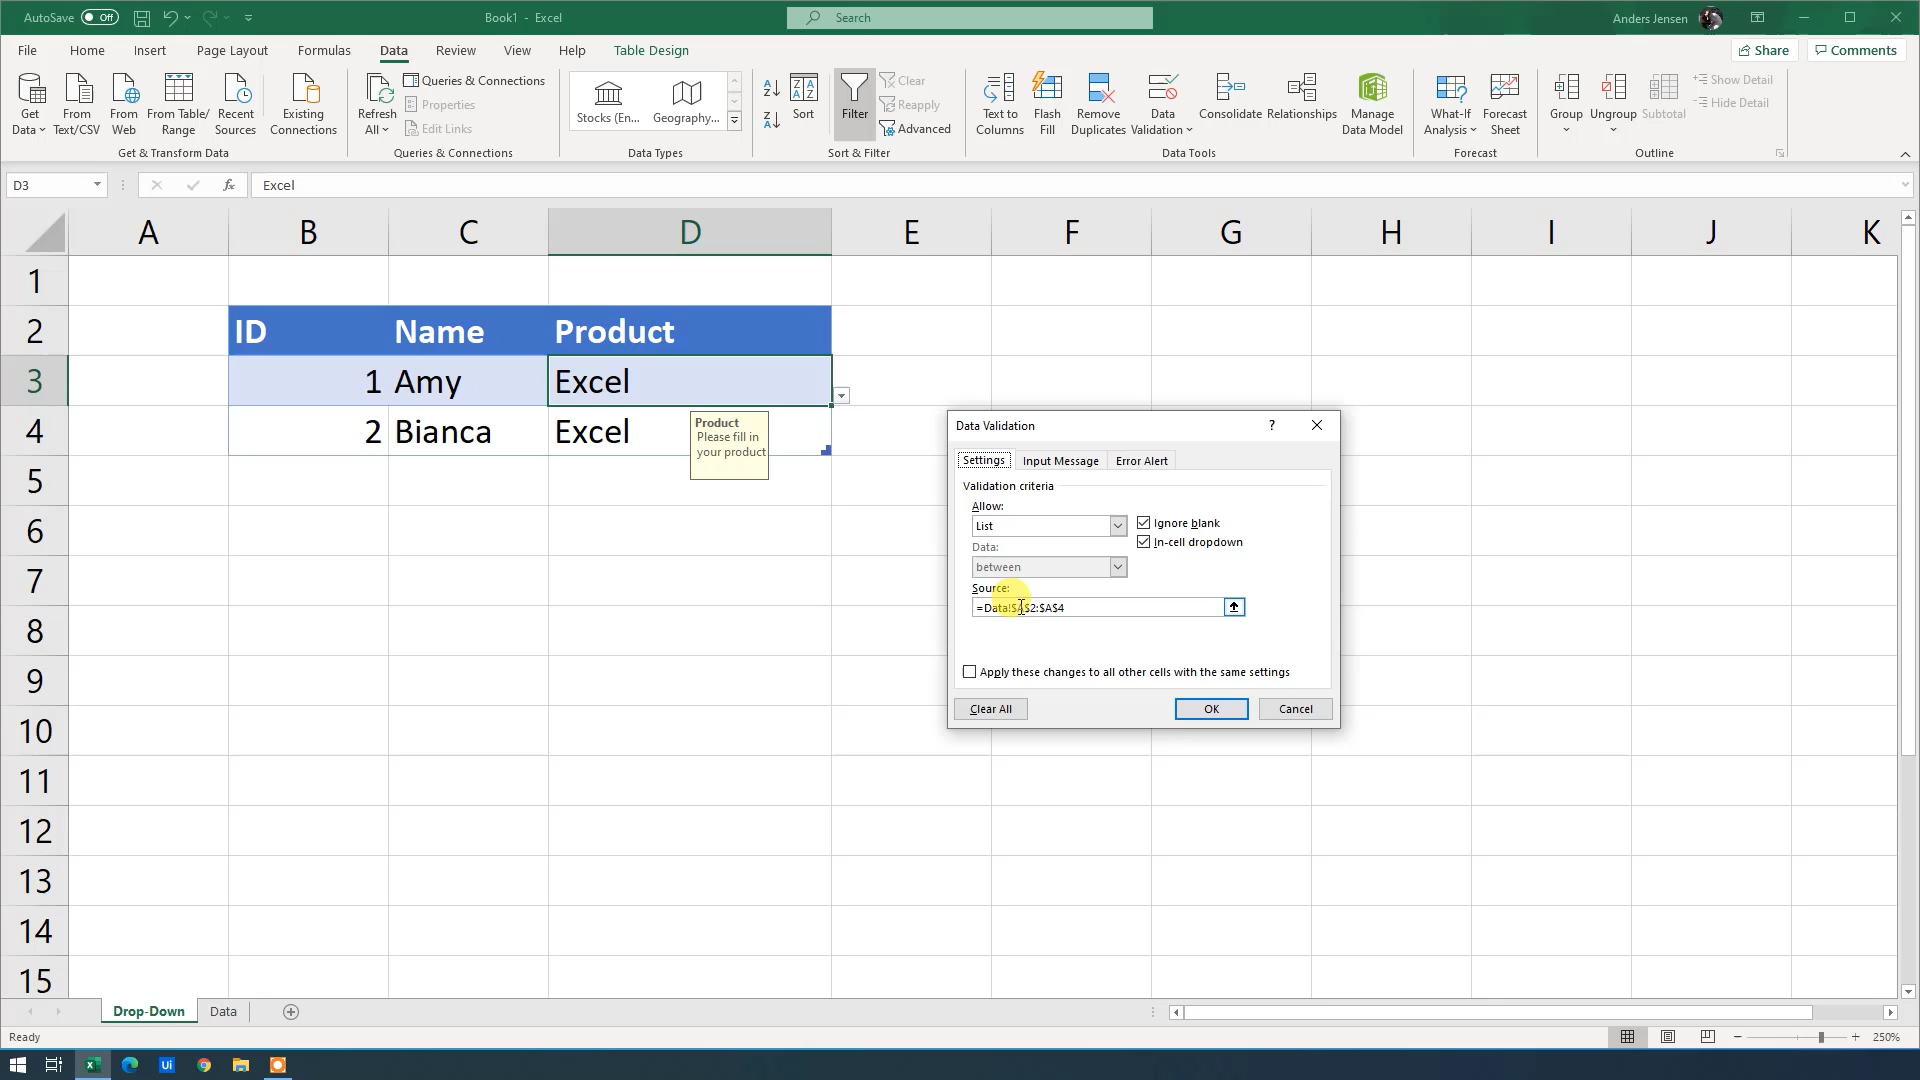 AutoSave Off
Book1 - Excel
Search
Anders Jensen
File Home Insert Page Layout Formulas Data Review View Help Table Design
Share Comments
Get Data
From Text/CSV
From Web
From Table/ Range
Recent Sources
Existing Connections
Get & Transform Data
Refresh All
Queries & Connections
Properties
Edit Links
Queries & Connections
Stocks (En...
Geography...
Data Types
Sort
Filter
Clear
Reapply
Advanced
Sort & Filter
Text to Columns
Flash Fill
Remove Duplicates
Data Validation
Consolidate
Relationships
Manage Data Model
Data Tools
What-If Analysis
Forecast Sheet
Forecast
Group
Ungroup
Subtotal
Show Detail
Hide Detail
Outline
D3
fx
Excel
A B C D E F G H I J K
1
2 ID Name Product
3 1 Amy Excel
4 2 Bianca Excel
Product
Please fill in
your product
5
6
7
8
9
10
11
12
13
14
15
Data Validation
?
Settings Input Message Error Alert
Validation criteria
Allow:
List
Ignore blank
In-cell dropdown
Data:
between
Source:
=Data!$A$2:$A$4
Apply these changes to all other cells with the same settings
Clear All OK Cancel
Drop-Down Data
Ready
250%
Ui